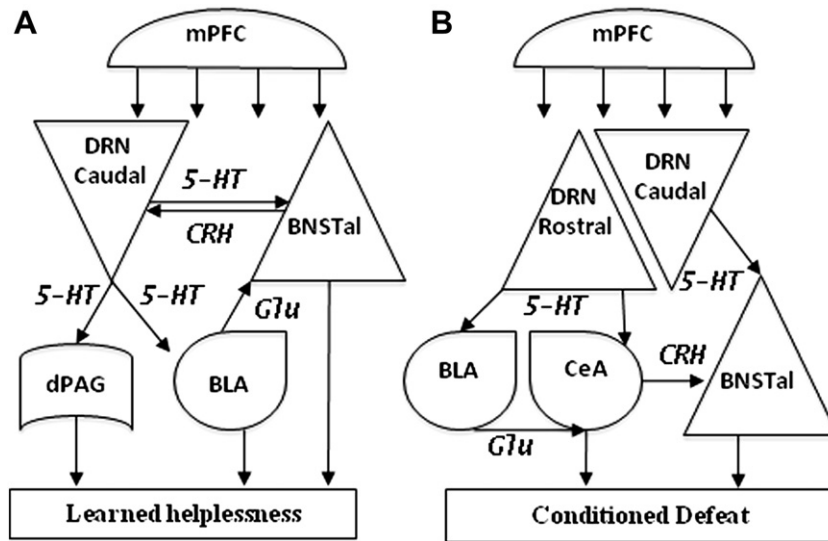 A
mPFC
DRN
Caudal
5-HT
CRH
BNSTal
5-HT
5-HT
Glu
dPAG
BLA
Learned helplessness
B
mPFC
DRN
Rostral
DRN
Caudal
5-HT
5-HT
BLA
CeA
CRH
BNSTal
Glu
Conditioned Defeat